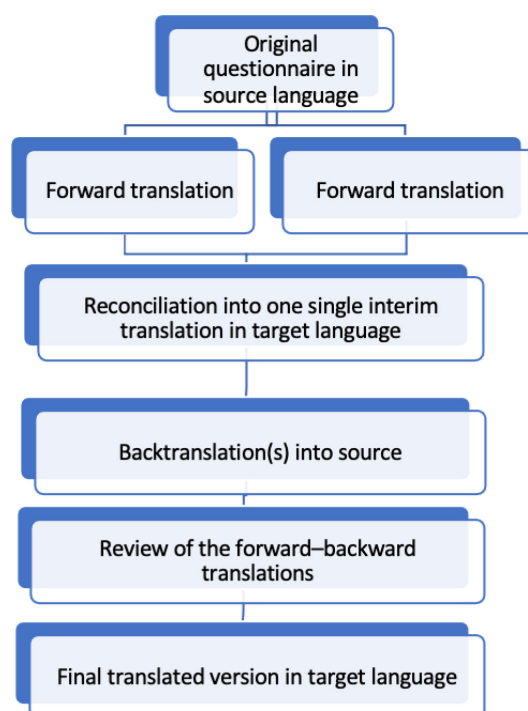 Original
questionnaire in
source language
Forward translation
Forward translation
Reconciliation into one single interim
translation in target language
Backtranslation(s) into source
Review of the forward–backward
translations
Final translated version in target language